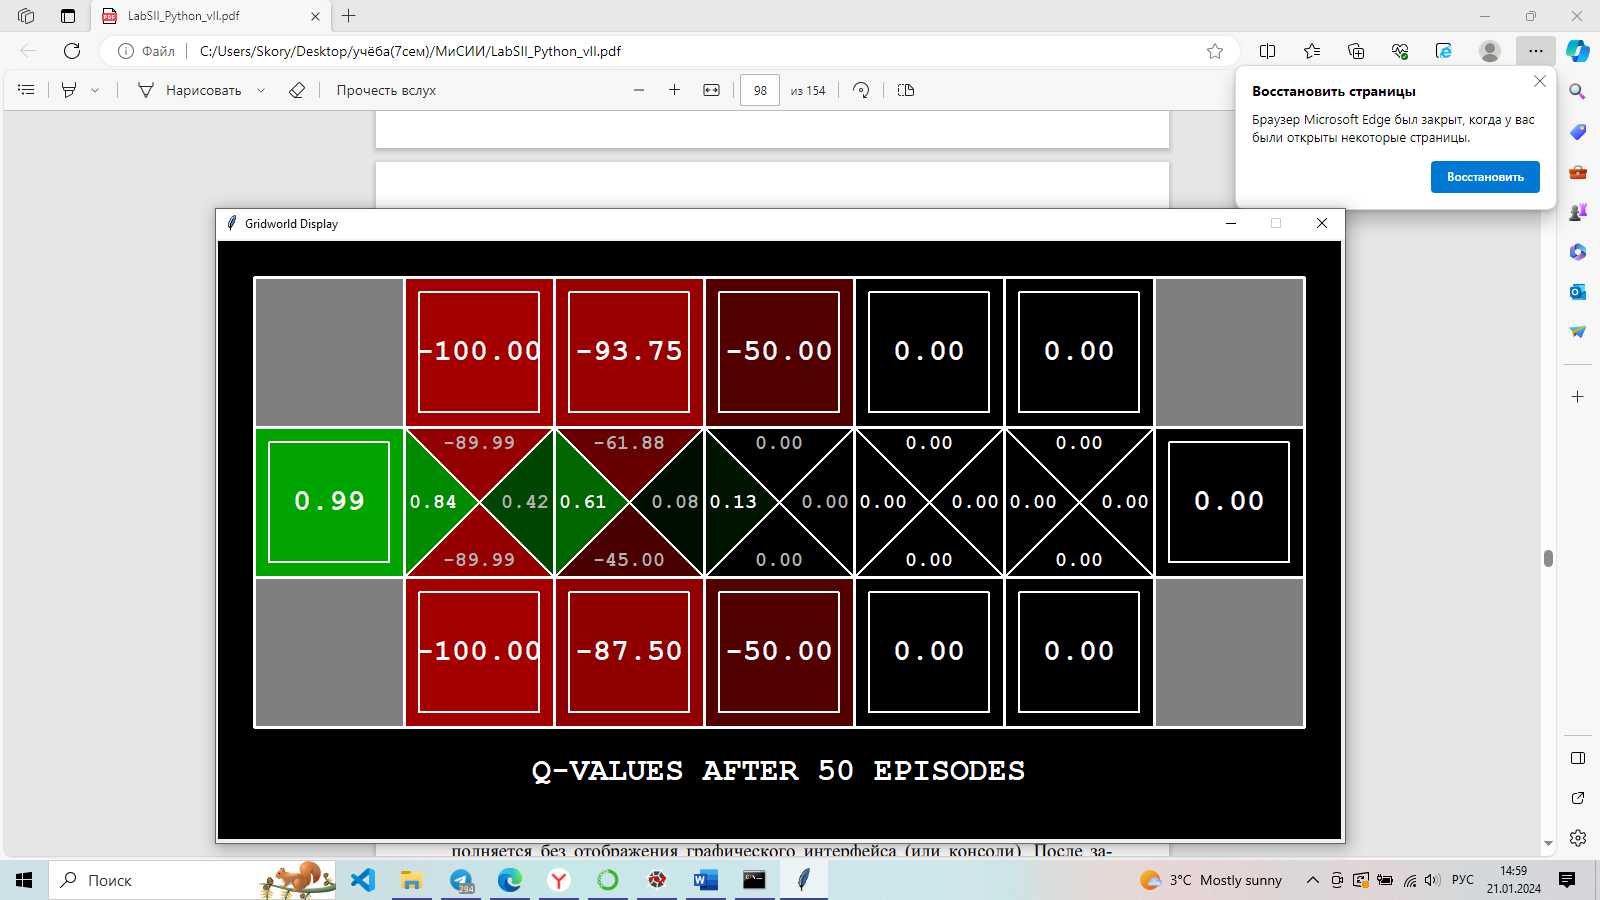 LabSII_Python_vII.pdf
Файл
C:/Users/Skory/Desktop/учёба(7сем)/МиСИИ/LabSII_Python_vII.pdf
Нарисовать
Прочесть вслух
98
из 154
Восстановить страницы
Браузер Microsoft Edge был закрыт, когда у вас
были открыты некоторые страницы.
Восстановить
Gridworld Display
-100.00 -93.75 -50.00 0.00 0.00
-89.99 -61.88 0.00 0.00 0.00
0.99 0.84 0.42 0.61 0.08 0.13 0.00 0.00 0.00 0.00 0.00 0.00
-89.99 -45.00 0.00 0.00 0.00
-100.00 -87.50 -50.00 0.00 0.00
Q-VALUES AFTER 50 EPISODES
полняется без отображения графического интерфейса (или консоли). После за-
Поиск
294
3°C Mostly sunny
РУС
14:59
21.01.2024